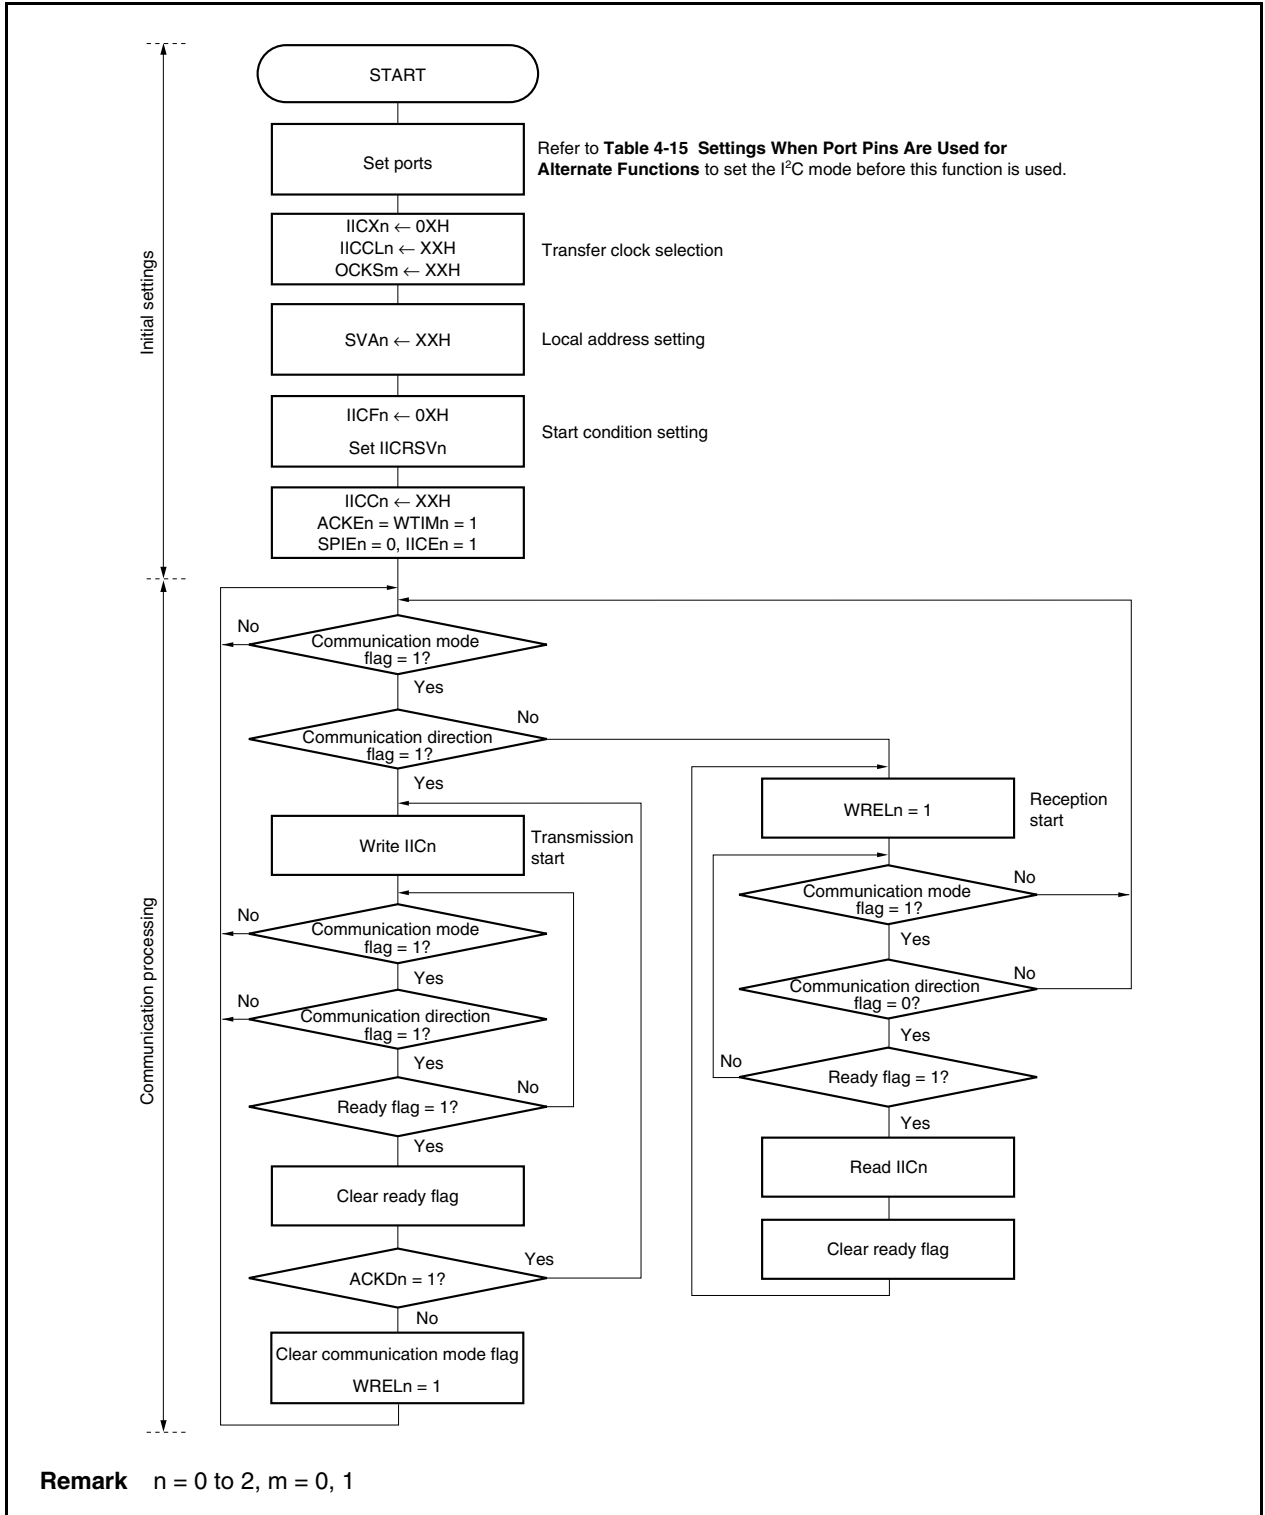 START
Set ports
Refer to Table 4-15 Settings When Port Pins Are Used for
Alternate Functions to set the I²C mode before this function is used.
IICXn ← 0XH
IICCLn ← XXH
OCKSm ← XXH
Transfer clock selection
Initial settings
SVAn ← XXH
Local address setting
IICFn ← 0XH
Set IICRSVn
Start condition setting
IICCn ← XXH
ACKEn = WTIMn = 1
SPIEn = 0, IICEn = 1
No
Communication mode
flag = 1?
Yes
No
Communication direction
flag = 1?
Yes
Write IICn
Transmission
start
No
Communication mode
flag = 1?
Yes
No
Communication direction
flag = 1?
Yes
No
Ready flag = 1?
Yes
Clear ready flag
Yes
ACKDn = 1?
No
Clear communication mode flag
WRELn = 1
Communication processing
WRELn = 1
Reception
start
No
Communication mode
flag = 1?
Yes
No
Communication direction
flag = 0?
Yes
No
Ready flag = 1?
Yes
Read IICn
Clear ready flag
Remark n = 0 to 2, m = 0, 1